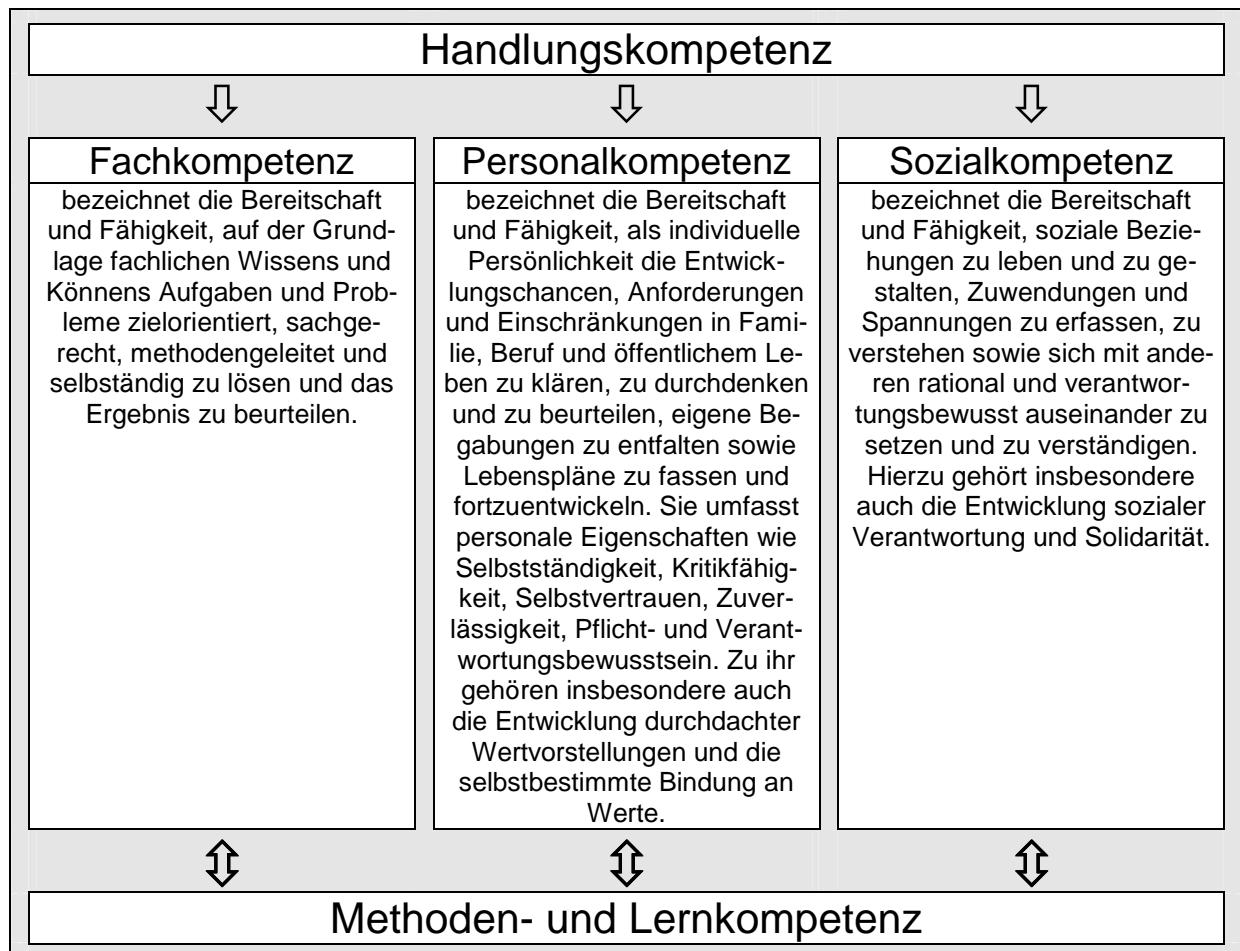 Handlungskompetenz
Fachkompetenz
bezeichnet die Bereitschaft
und Fähigkeit, auf der Grund-
lage fachlichen Wissens und
Könnens Aufgaben und Prob-
leme zielorientiert, sachge-
recht, methodengeleitet und
selbständig zu lösen und das
Ergebnis zu beurteilen.
Personalkompetenz
bezeichnet die Bereitschaft
und Fähigkeit, als individuelle
Persönlichkeit die Entwick-
lungschancen, Anforderungen
und Einschränkungen in Fami-
lie, Beruf und öffentlichem Le-
ben zu klären, zu durchdenken
und zu beurteilen, eigene Be-
gabungen zu entfalten sowie
Lebenspläne zu fassen und
fortzuentwickeln. Sie umfasst
personale Eigenschaften wie
Selbstständigkeit, Kritikfähig-
keit, Selbstvertrauen, Zuver-
lässigkeit, Pflicht- und Verant-
wortungsbewusstsein. Zu ihr
gehören insbesondere auch
die Entwicklung durchdachter
Wertvorstellungen und die
selbstbestimmte Bindung an
Werte.
Sozialkompetenz
bezeichnet die Bereitschaft
und Fähigkeit, soziale Bezie-
hungen zu leben und zu ge-
stalten, Zuwendungen und
Spannungen zu erfassen, zu
verstehen sowie sich mit ande-
ren rational und verantwor-
tungsbewusst auseinander zu
setzen und zu verständigen.
Hierzu gehört insbesondere
auch die Entwicklung sozialer
Verantwortung und Solidarität.
Methoden- und Lernkompetenz